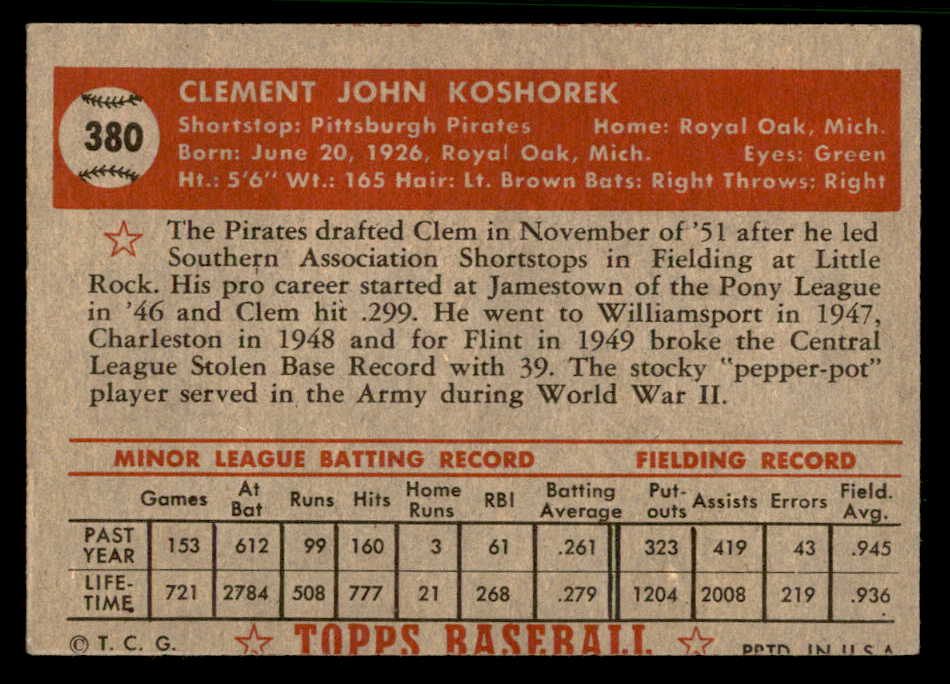 380
CLEMENT JOHN KOSHOREK
Shortstop: Pittsburgh Pirates Home: Royal Oak, Mich.
Born: June 20, 1926, Royal Oak, Mich. Eyes: Green
Ht.: 5'6" Wt.: 165 Hair: Lt. Brown Bats: Right Throws: Right
The Pirates drafted Clem in November of '51 after he led
Southern Association Shortstops in Fielding at Little
Rock. His pro career started at Jamestown of the Pony League
in '46 and Clem hit .299. He went to Williamsport in 1947,
Charleston in 1948 and for Flint in 1949 broke the Central
League Stolen Base Record with 39. The stocky "pepper-pot"
player served in the Army during World War II.
MINOR LEAGUE BATTING RECORD FIELDING RECORD
Games At Bat Runs Hits Home Runs RBI Batting Average Put-outs Assists Errors Field. Avg.
PAST YEAR 153 612 99 160 3 61 .261 323 419 43 .945
LIFE-TIME 721 2784 508 777 21 268 .279 1204 2008 219 .936
© T. C. G. TOPPS BASEBALL PRTD. IN U.S.A.